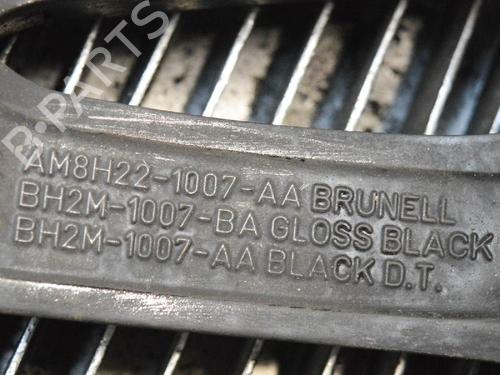 B-PARTS
AM8H22-1007-AA BRUNELL
BH2M-1007-BA GLOSS BLACK
BH2M-1007-AA BLACK D.T.